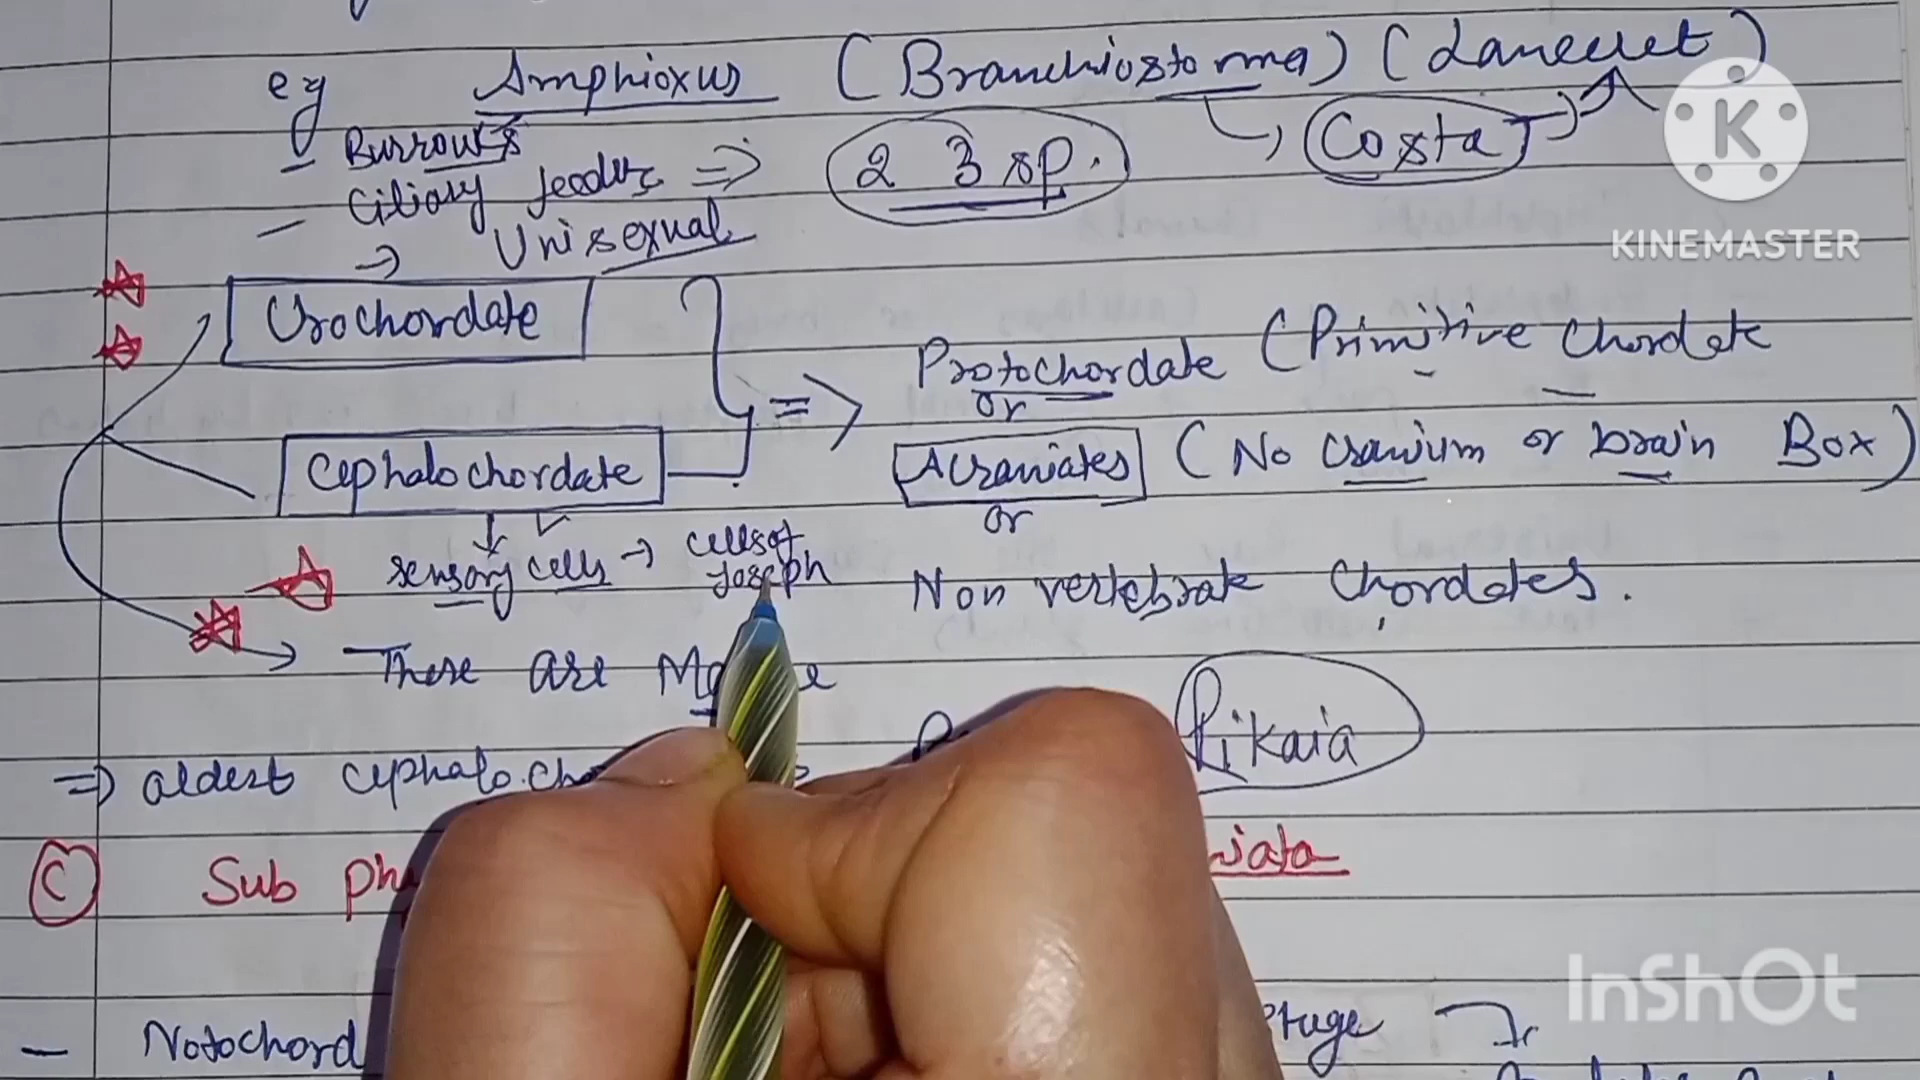 eg Amphioxus (Branchiostoma) (Lancelet)
- Burrows
- Ciliary feeders => 2 3 sp. → Costa
→ Unisexual
Urochordate
Protochordate (Primitive Chordate
or
Cephalochordate => Acraniates (No Cranium or brain Box)
or
sensory cells → cells of Joseph
Non vertebrate Chordates.
→ These are
=> oldest cephalo Pikaia
C Sub
- Notochord
K
KINEMASTER
InShOt